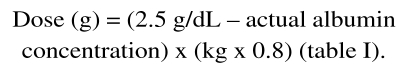 Dose (g) = (2.5 g/dL – actual albumin
concentration) x (kg x 0.8) (table I).